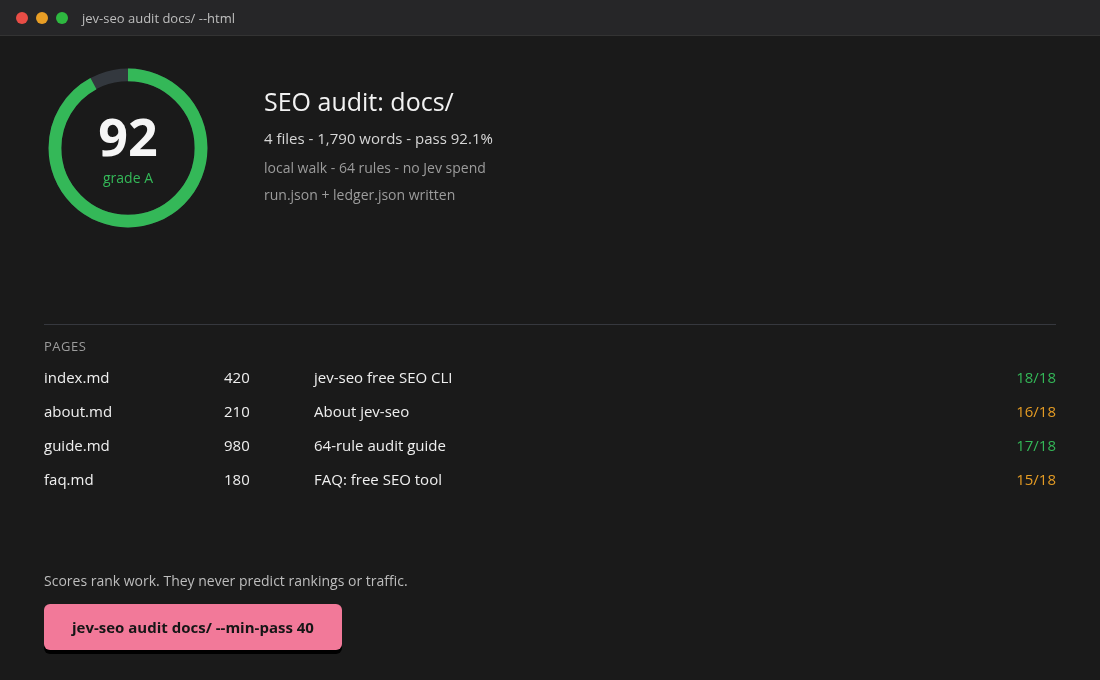 jev-seo audit docs/ --html
92
grade A
SEO audit: docs/
4 files - 1,790 words - pass 92.1%
local walk - 64 rules - no Jev spend
run.json + ledger.json written
PAGES
index.md 420 jev-seo free SEO CLI 18/18
about.md 210 About jev-seo 16/18
guide.md 980 64-rule audit guide 17/18
faq.md 180 FAQ: free SEO tool 15/18
Scores rank work. They never predict rankings or traffic.
jev-seo audit docs/ --min-pass 40